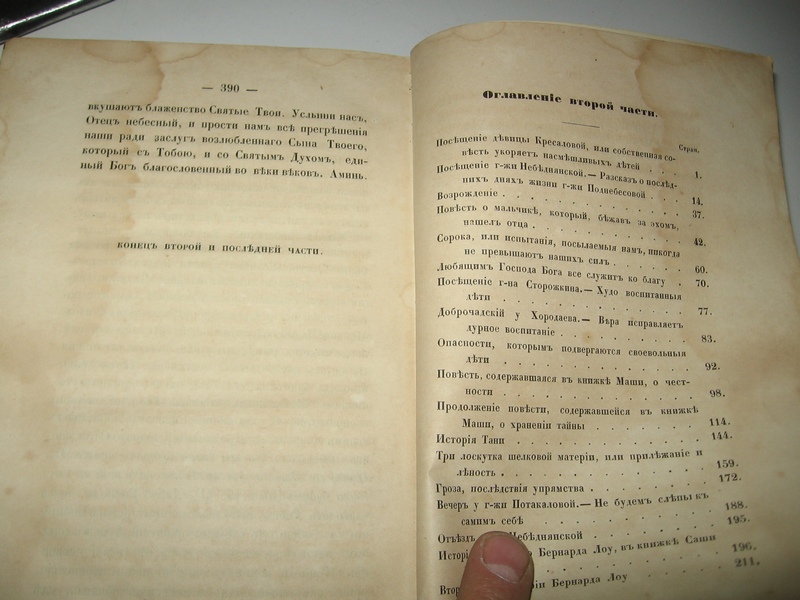 — 390 —
вкушаютъ блаженство Святые Твои. Услыши насъ,
Отецъ небесный, и прости намъ всѣ прегрѣшенія
наши ради заслугъ возлюбленнаго Сына Твоего,
который съ Тобою, и со Святымъ Духомъ, еди-
ный Богъ благословенный во вѣки вѣковъ. Аминь.
КОНЕЦЪ ВТОРОЙ И ПОСЛѢДНЕЙ ЧАСТИ.
Оглавленіе второй части.
Стран.
Посѣщеніе дѣвицы Кресаловой, или собственная со-
вѣсть укоряетъ насмѣшливыхъ дѣтей . . . 1.
Посѣщеніе г-жи Небѣднянской.— Разсказъ о послѣд-
нихъ дняхъ жизни г-жи Поднебесовой . . . 14.
Возрожденіе . . . . . . . . . . 37.
Повѣсть о мальчикѣ, который, бѣжавъ за эхомъ,
нашелъ отца . . . . . . . . . 42.
Сорока, или испытанія, посылаемыя намъ, никогда
не превышаютъ нашихъ силъ . . . . . 60.
Любящимъ Господа Бога все служитъ ко благу . 70.
Посѣщеніе г-на Сторожкина.— Худо воспитанныя
дѣти . . . . . . . . . . . 77.
Доброчадскій у Хородаева.— Вѣра исправляетъ
дурное воспитаніе . . . . . . . . 83.
Опасности, которымъ подвергаются своевольныя
дѣти . . . . . . . . . . . 92.
Повѣсть, содержавшаяся въ книжкѣ Маши, о чест-
ности . . . . . . . . . . . 98.
Продолженіе повѣсти, содержавшейся въ книжкѣ
Маши, о храненіи тайны . . . . . . 114.
Исторія Тани . . . . . . . . . . 144.
Три лоскутка шелковой матеріи, или прилѣжаніе и
лѣность . . . . . . . . . . . 159.
Гроза, послѣдствія упрямства . . . . . . 172.
Вечеръ у г-жи Потакаловой.— Не будемъ слѣпы къ
самимъ себѣ . . . . . . . . . 188.
Отъѣздъ Небѣднянской . . . . . . 195.
Исторі Бернарда Лоу, въ книжкѣ Саши
. . . . . 196.
Втор ріи Бернарда Лоу . . . . 211.